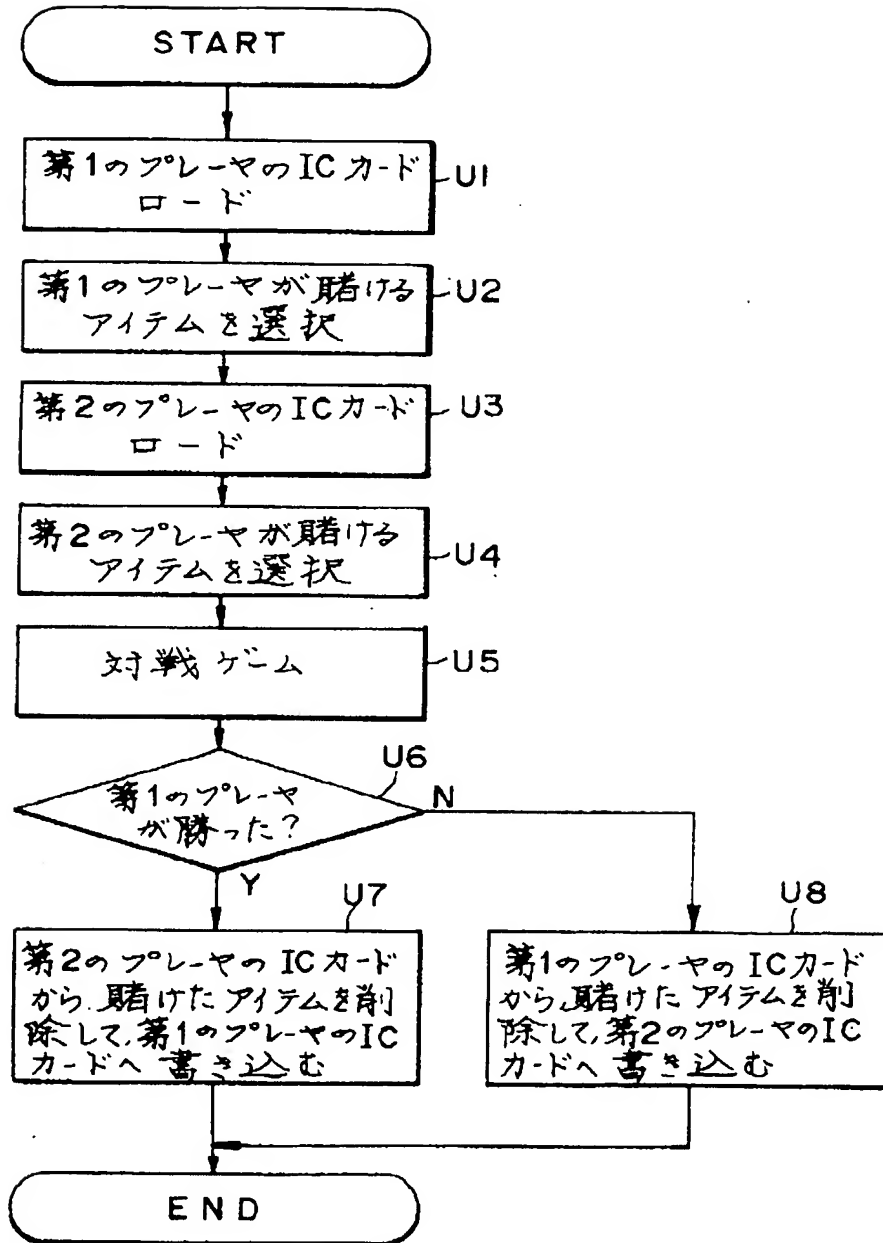 START
第1のプレーヤのICカード
ロード
U1
第1のプレーヤが賭ける
アイテムを選択
U2
第2のプレーヤのICカード
ロード
U3
第2のプレーヤが賭ける
アイテムを選択
U4
対戦ゲーム
U5
U6
第1のプレーヤ
が勝った?
N
Y
U7
第2のプレーヤのICカード
から、賭けたアイテムを削
除して、第1のプレーヤのIC
カードへ書き込む
U8
第1のプレーヤのICカード
から、賭けたアイテムを削
除して、第2のプレーヤのIC
カードへ書き込む
END